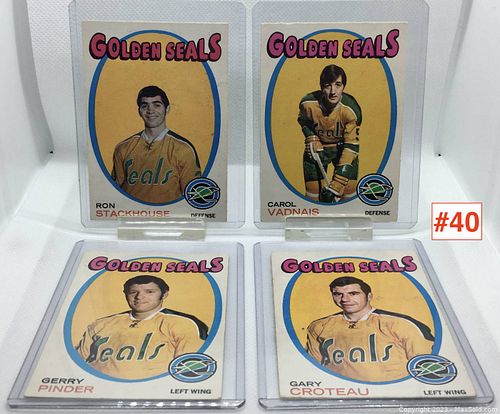 GOLDEN SEALS
Seals
RON
STACKHOUSE
DEFENSE
GOLDEN SEALS
Seals
CAROL
VADNAIS
DEFENSE
#40
GOLDEN SEALS
Seals
GERRY
PINDER
LEFT WING
GOLDEN SEALS
Seals
GARY
CROTEAU
LEFT WING
© Copyright 2023 - MaxSold.com